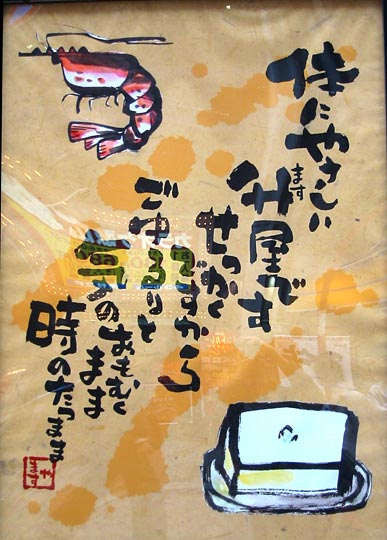 体にやさしい
升屋です
ます
せっかくですから
ごゆるりと
気のおもむくまま
時のたつまま
ますや